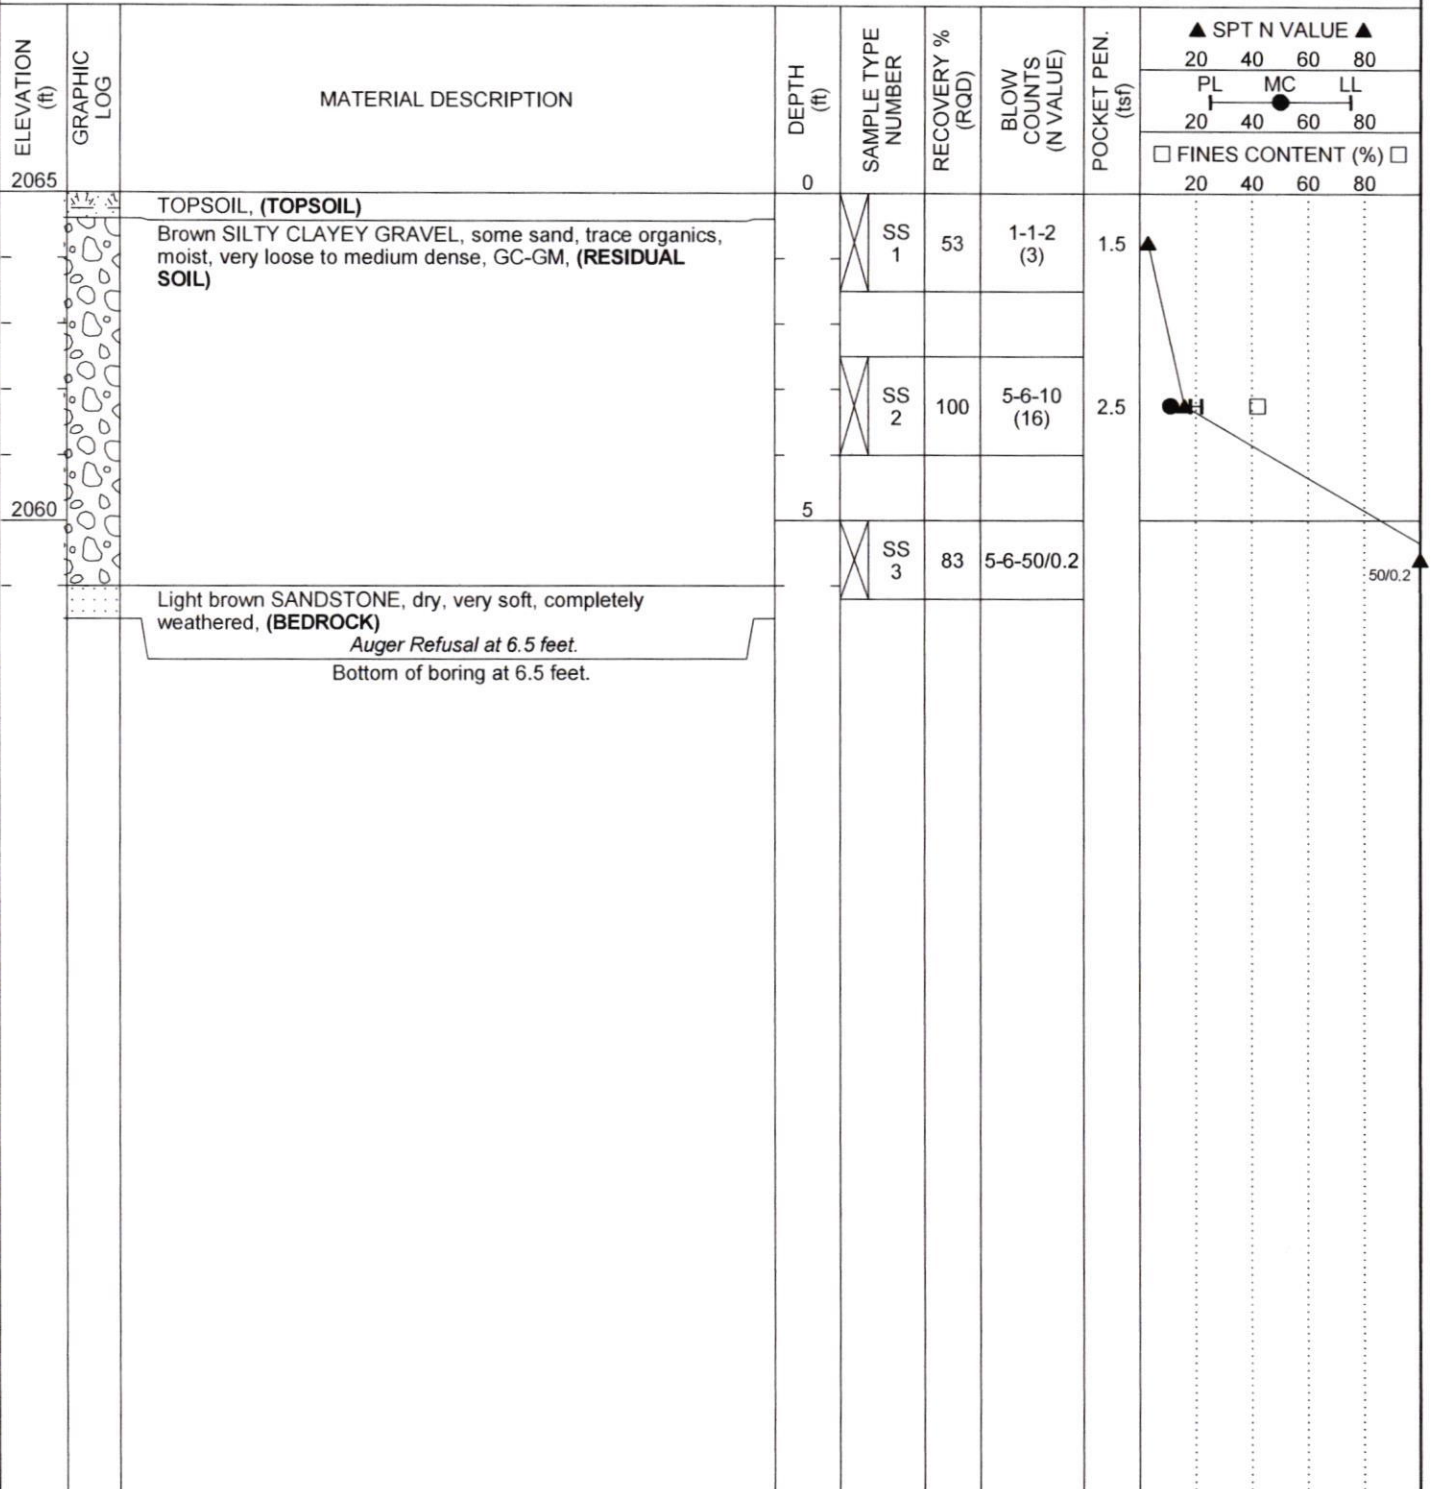 ELEVATION
(ft)
GRAPHIC
LOG
MATERIAL DESCRIPTION
DEPTH
(ft)
SAMPLE TYPE
NUMBER
RECOVERY %
(RQD)
BLOW
COUNTS
(N VALUE)
POCKET PEN.
(tsf)
▲ SPT N VALUE ▲
20 40 60 80
PL MC LL
20 40 60 80
□ FINES CONTENT (%) □
20 40 60 80
2065
0
TOPSOIL, (TOPSOIL)
Brown SILTY CLAYEY GRAVEL, some sand, trace organics,
moist, very loose to medium dense, GC-GM, (RESIDUAL
SOIL)
SS
1
53
1-1-2
(3)
1.5
SS
2
100
5-6-10
(16)
2.5
2060
5
SS
3
83
5-6-50/0.2
50/0.2
Light brown SANDSTONE, dry, very soft, completely
weathered, (BEDROCK)
Auger Refusal at 6.5 feet.
Bottom of boring at 6.5 feet.